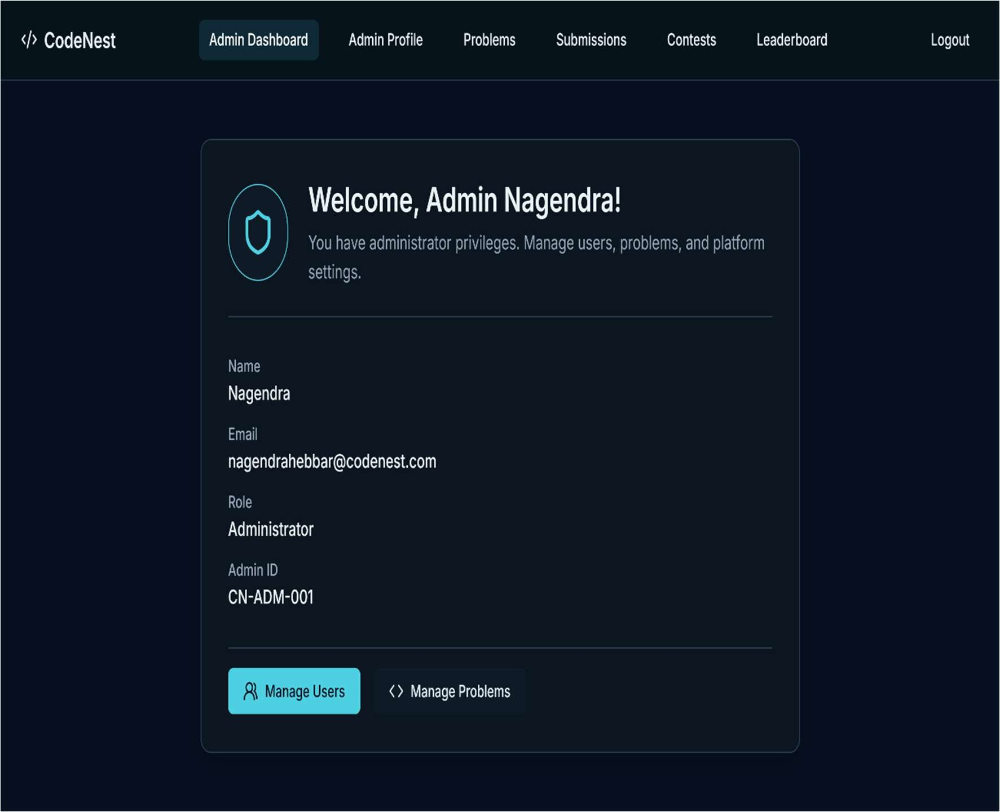 CodeNest
Admin Dashboard
Admin Profile
Problems
Submissions
Contests
Leaderboard
Logout
Welcome, Admin Nagendra!
You have administrator privileges. Manage users, problems, and platform
settings.
Name
Nagendra
Email
nagendrahebbar@codenest.com
Role
Administrator
Admin ID
CN-ADM-001
Manage Users
Manage Problems